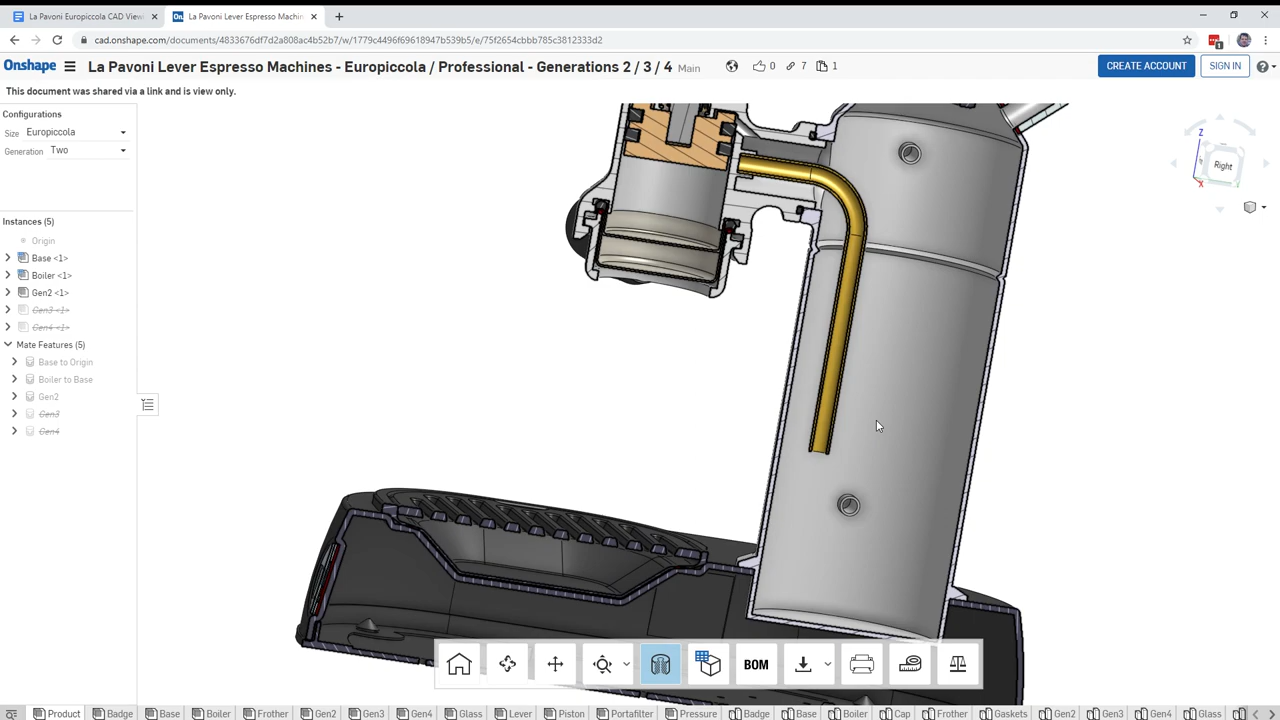 La Pavoni Europiccola CAD View
La Pavoni Lever Espresso Machin
cad.onshape.com/documents/4833676df7d2a808ac4b52b7/w/1779c4496f69618947b539b5/e/75f2654cbbb785c3812333d2
1
Onshape
La Pavoni Lever Espresso Machines - Europiccola / Professional - Generations 2 / 3 / 4 Main
0
7
1
CREATE ACCOUNT
SIGN IN
This document was shared via a link and is view only.
Configurations
Size Europiccola
Generation Two
Instances (5)
Origin
Base <1>
Boiler <1>
Gen2 <1>
Gen3 <1>
Gen4 <1>
Mate Features (5)
Base to Origin
Boiler to Base
Gen2
Gen3
Gen4
Z
Right
X
BOM
Product Badge Base Boiler Frother Gen2 Gen3 Gen4 Glass Lever Piston Portafilter Pressure Badge Base Boiler Cap Frother Gaskets Gen2 Gen3 Gen4 Glass